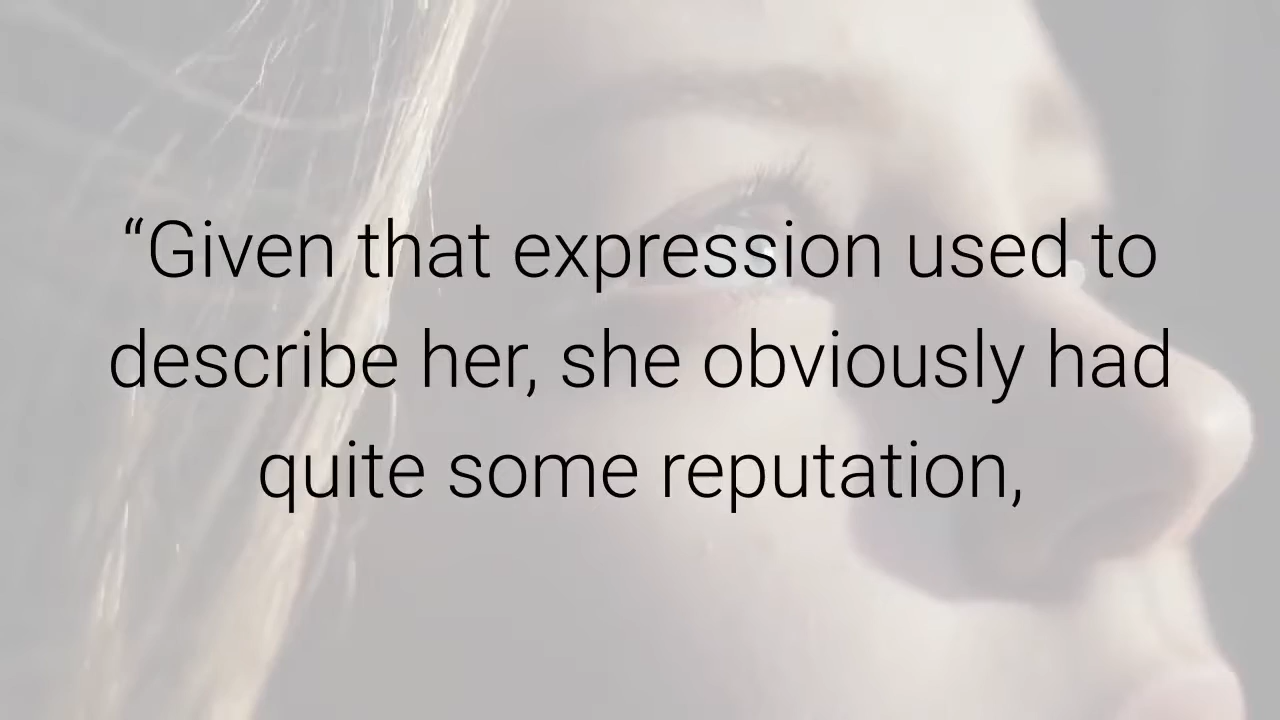 “Given that expression used to
describe her, she obviously had
quite some reputation,